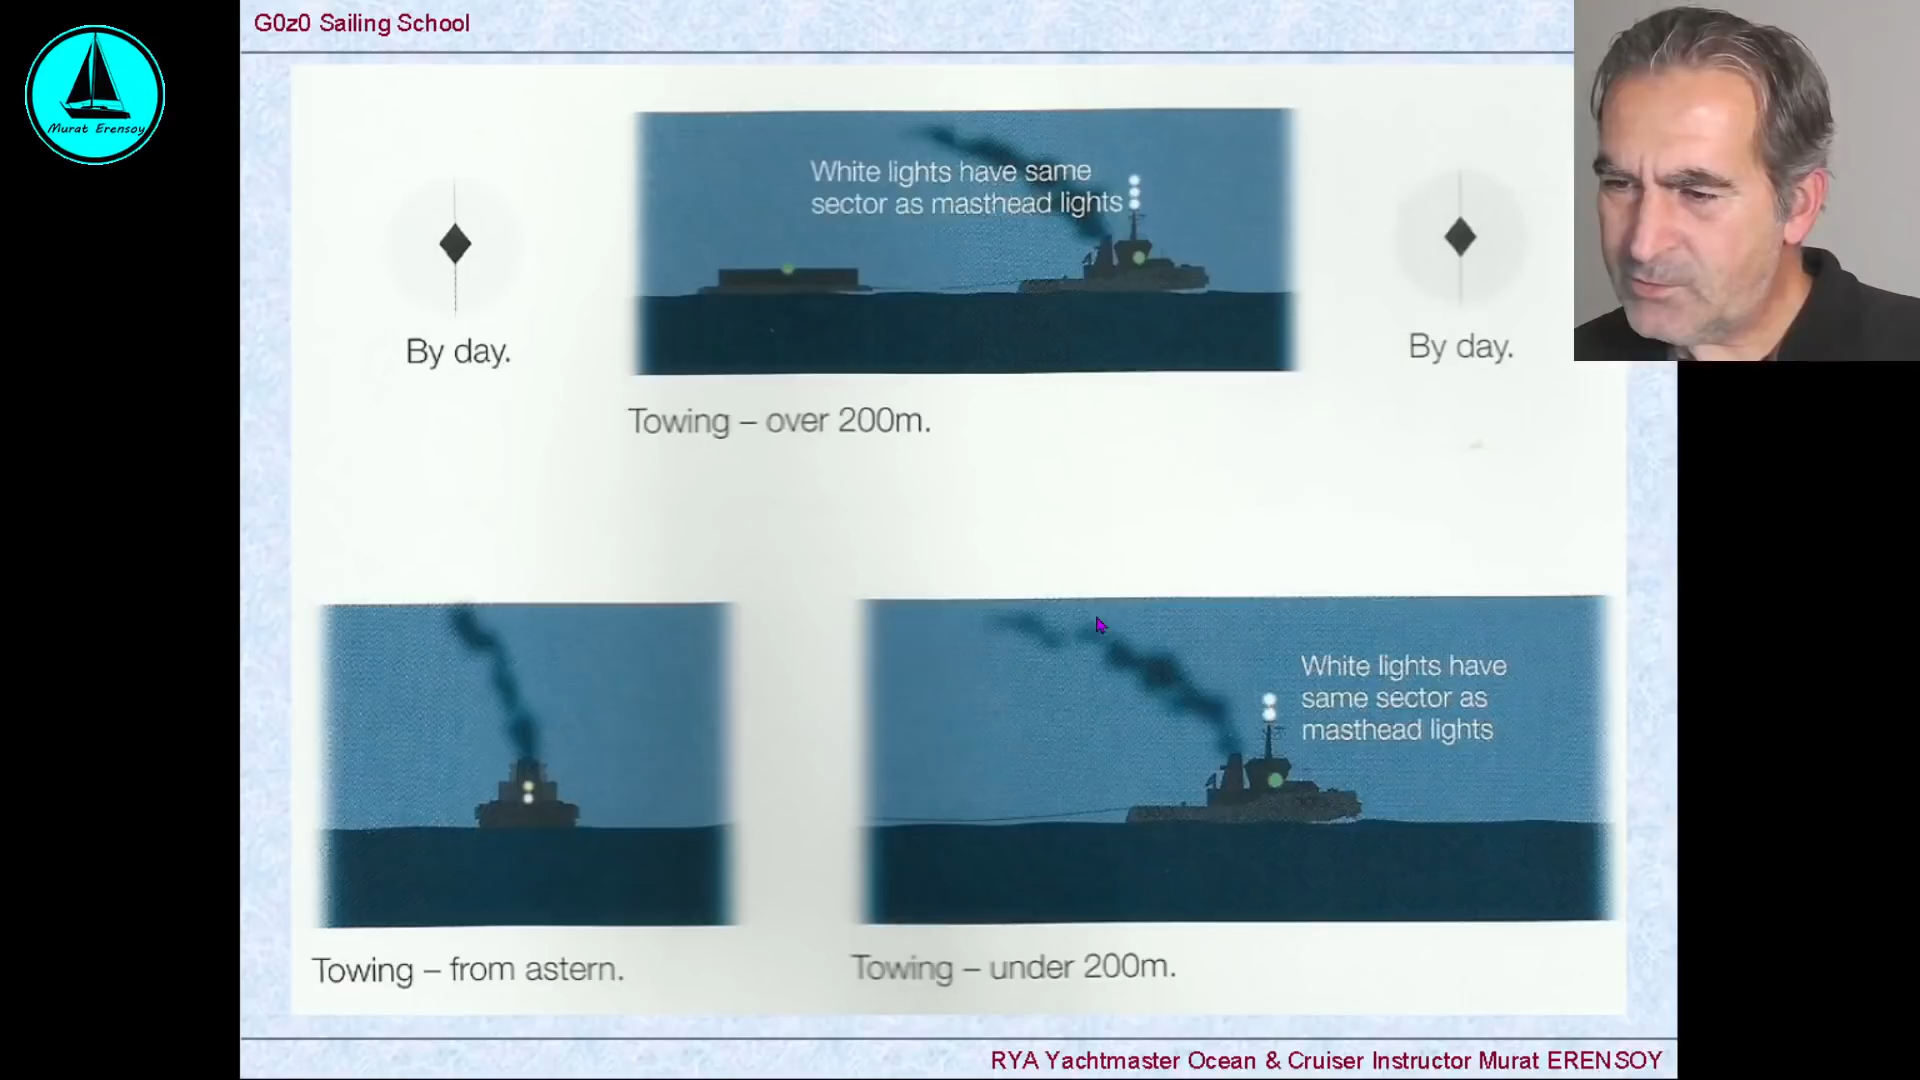 G0z0 Sailing School
Murat Erensoy
White lights have same
sector as masthead lights
By day.
By day.
Towing – over 200m.
White lights have
same sector as
masthead lights
Towing – from astern.
Towing – under 200m.
RYA Yachtmaster Ocean & Cruiser Instructor Murat ERENSOY